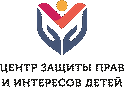 ЦЕНТР ЗАЩИТЫ ПРАВ
И ИНТЕРЕСОВ ДЕТЕЙ